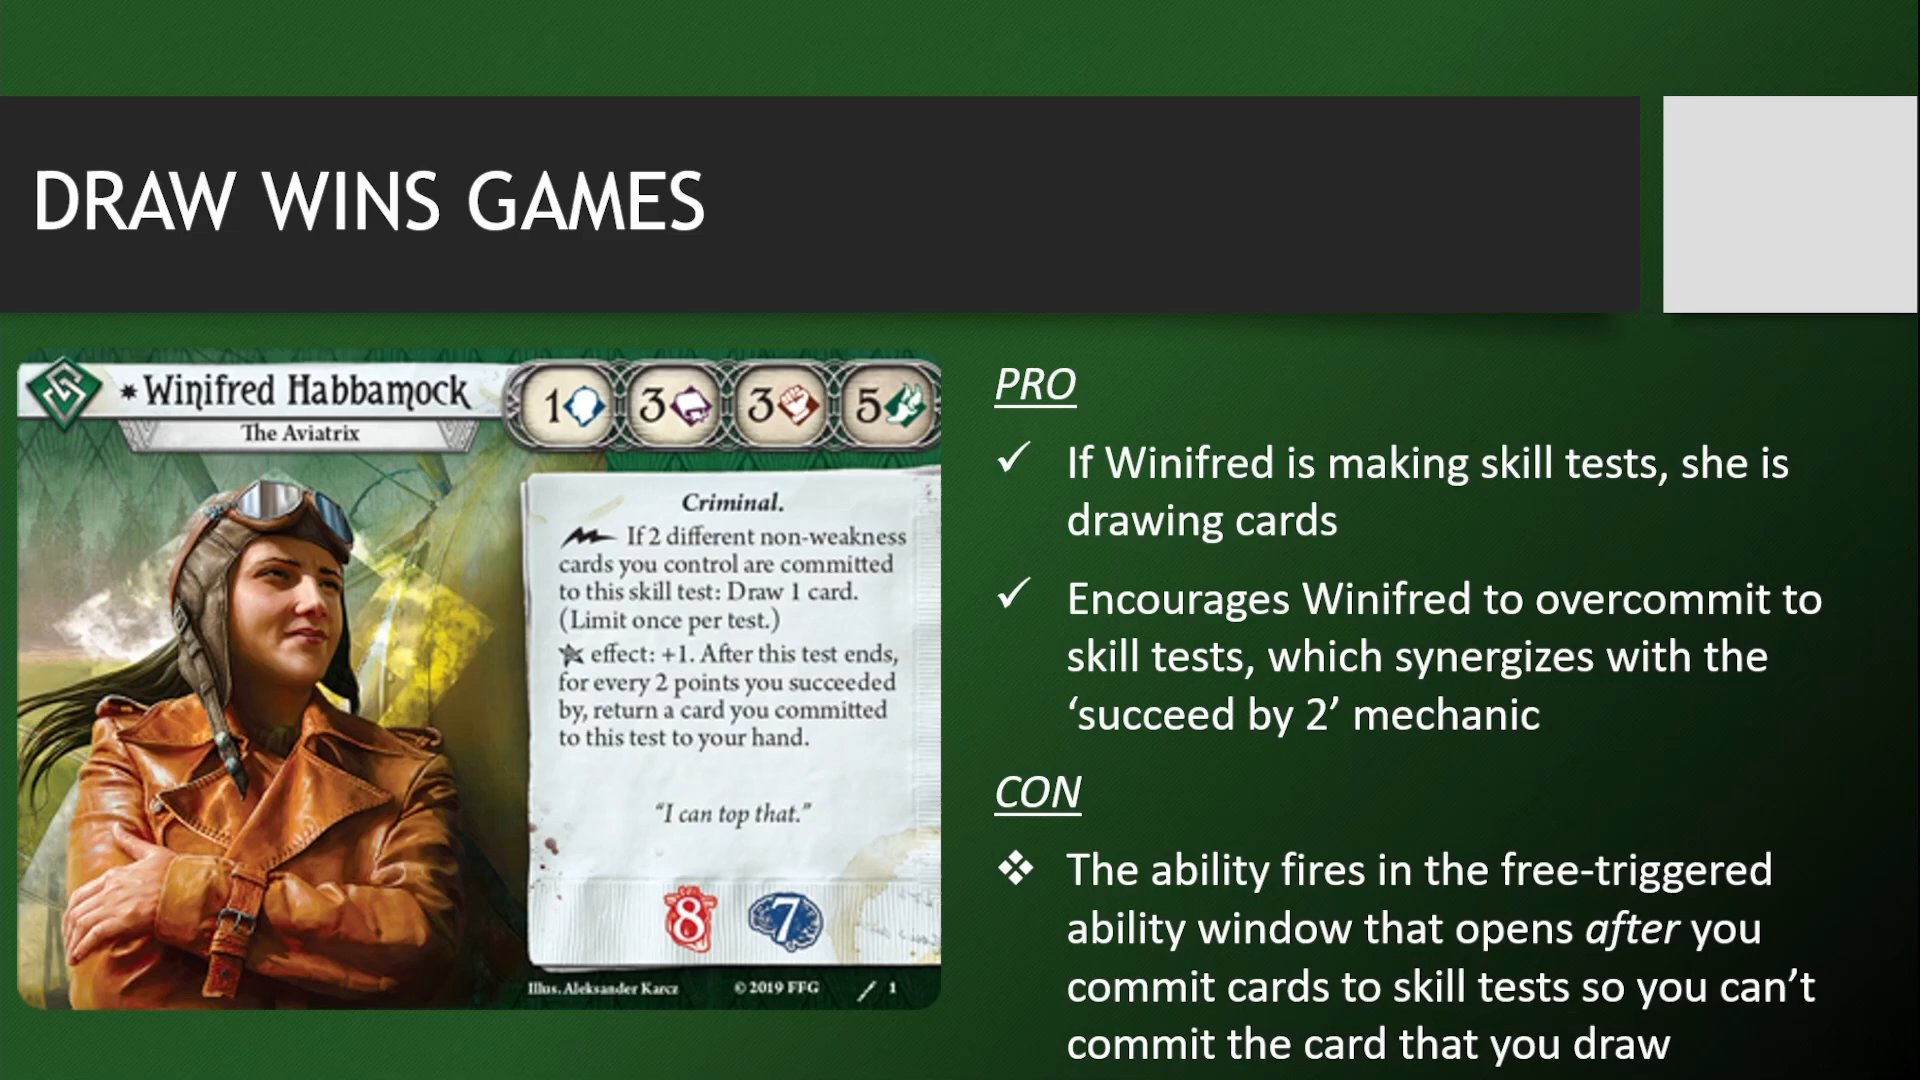 DRAW WINS GAMES
Winifred Habbamock
The Aviatrix
1 3 3 5
Criminal.
If 2 different non-weakness
cards you control are committed
to this skill test: Draw 1 card.
(Limit once per test.)
effect: +1. After this test ends,
for every 2 points you succeeded
by, return a card you committed
to this test to your hand.
“I can top that.”
8 7
Illus. Aleksander Karcz ©2019 FFG 1
PRO
If Winifred is making skill tests, she is
drawing cards
Encourages Winifred to overcommit to
skill tests, which synergizes with the
‘succeed by 2’ mechanic
CON
The ability fires in the free-triggered
ability window that opens after you
commit cards to skill tests so you can’t
commit the card that you draw